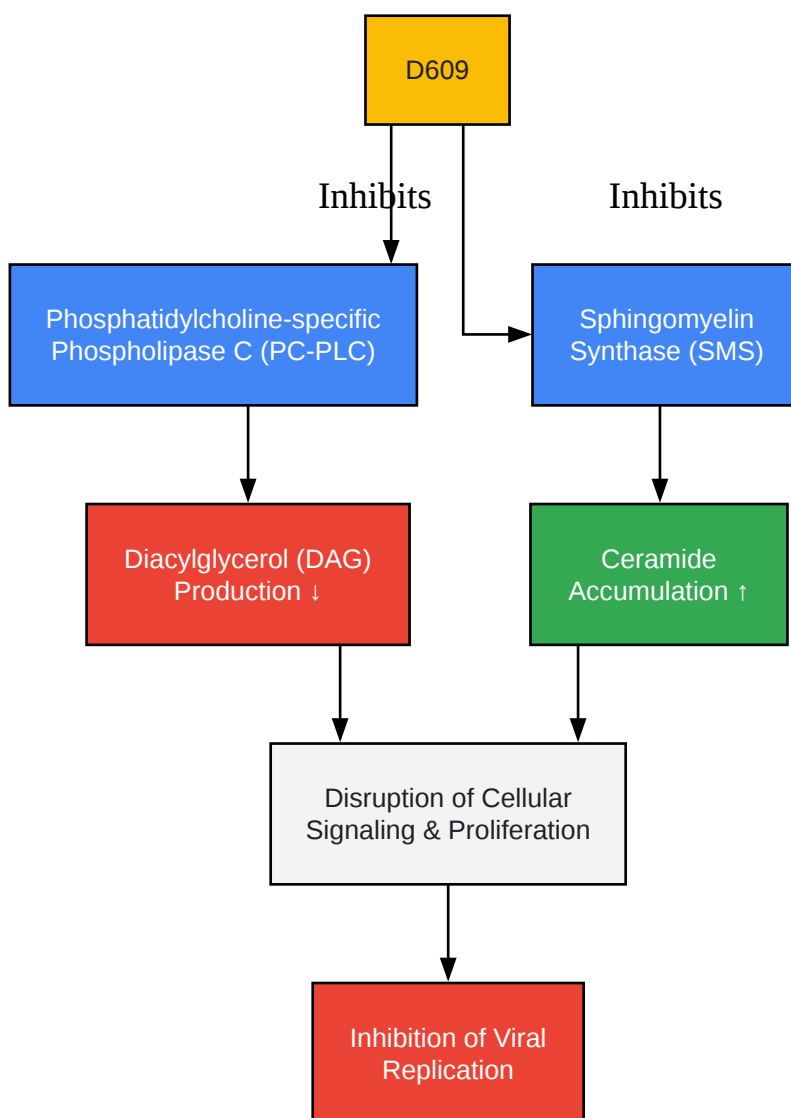 D609
Inhibits
Inhibits
Phosphatidylcholine-specific
Phospholipase C (PC-PLC)
Sphingomyelin
Synthase (SMS)
Diacylglycerol (DAG)
Production ↓
Ceramide
Accumulation ↑
Disruption of Cellular
Signaling & Proliferation
Inhibition of Viral
Replication